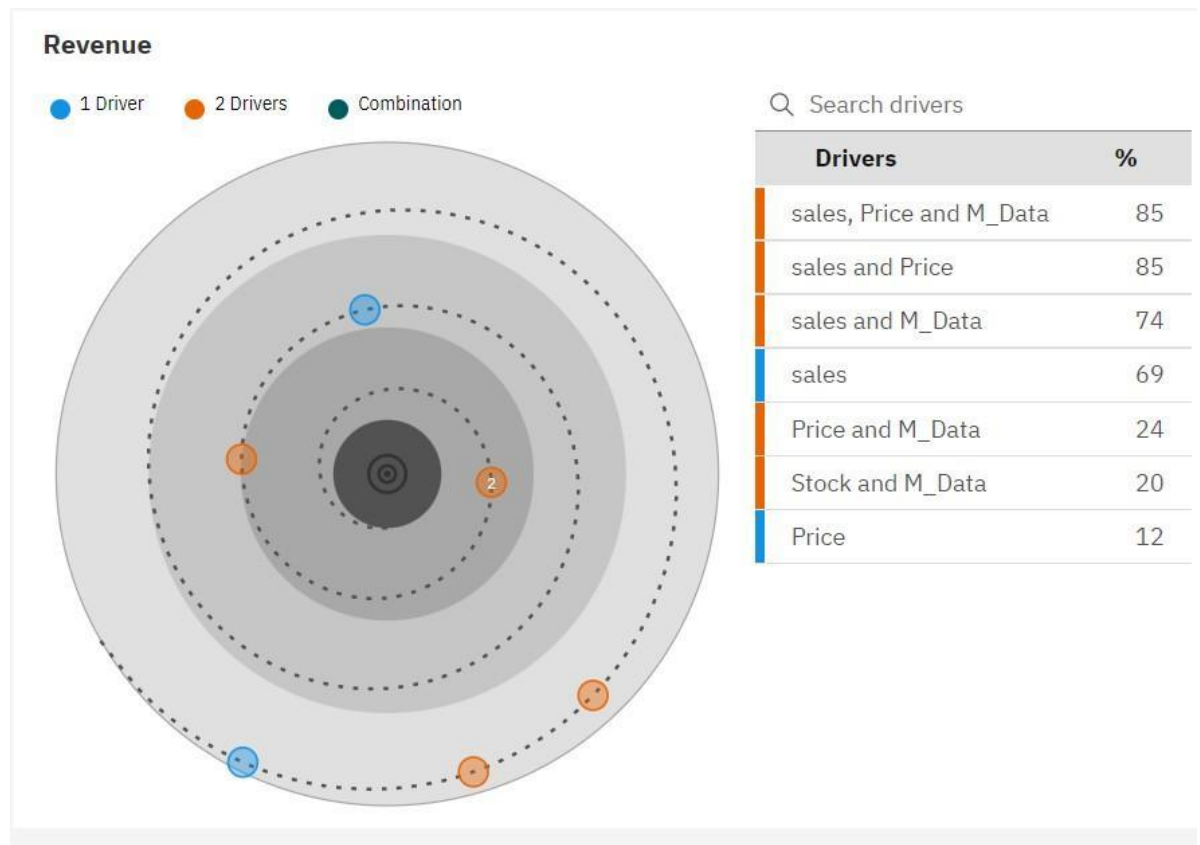 Revenue
1 Driver 2 Drivers Combination
Search drivers
Drivers %
sales, Price and M_Data 85
sales and Price 85
sales and M_Data 74
sales 69
Price and M_Data 24
Stock and M_Data 20
Price 12
2